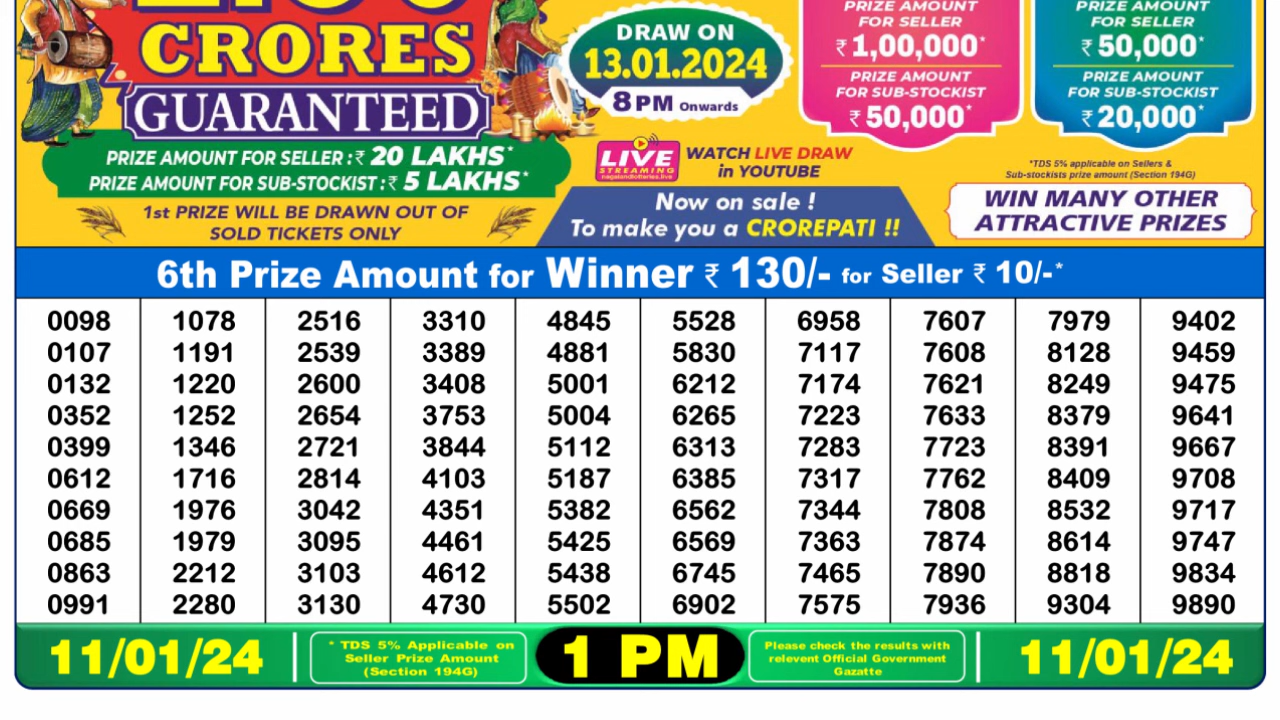 CRORES
GUARANTEED
PRIZE AMOUNT FOR SELLER : ₹ 20 LAKHS*
PRIZE AMOUNT FOR SUB-STOCKIST : ₹ 5 LAKHS*
1st PRIZE WILL BE DRAWN OUT OF
SOLD TICKETS ONLY
DRAW ON
13.01.2024
8 PM Onwards
LIVE
STREAMING
nagalandlotteries.live
WATCH LIVE DRAW
in YOUTUBE
Now on sale !
To make you a CROREPATI !!
PRIZE AMOUNT
FOR SELLER
₹ 1,00,000*
PRIZE AMOUNT
FOR SUB-STOCKIST
₹ 50,000*
PRIZE AMOUNT
FOR SELLER
₹ 50,000*
PRIZE AMOUNT
FOR SUB-STOCKIST
₹ 20,000*
*TDS 5% applicable on Sellers &
Sub-stockists prize amount (Section 194G)
WIN MANY OTHER
ATTRACTIVE PRIZES
6th Prize Amount for Winner ₹ 130/- for Seller ₹ 10/-*
0098 1078 2516 3310 4845 5528 6958 7607 7979 9402
0107 1191 2539 3389 4881 5830 7117 7608 8128 9459
0132 1220 2600 3408 5001 6212 7174 7621 8249 9475
0352 1252 2654 3753 5004 6265 7223 7633 8379 9641
0399 1346 2721 3844 5112 6313 7283 7723 8391 9667
0612 1716 2814 4103 5187 6385 7317 7762 8409 9708
0669 1976 3042 4351 5382 6562 7344 7808 8532 9717
0685 1979 3095 4461 5425 6569 7363 7874 8614 9747
0863 2212 3103 4612 5438 6745 7465 7890 8818 9834
0991 2280 3130 4730 5502 6902 7575 7936 9304 9890
11/01/24
* TDS 5% Applicable on
Seller Prize Amount
(Section 194G)
1 PM
Please check the results with
relevent Official Government
Gazatte
11/01/24